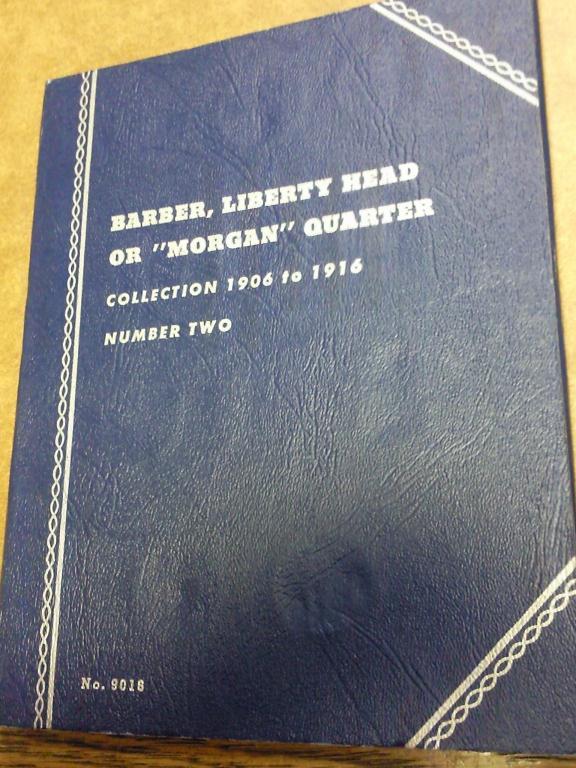 BARBER, LIBERTY HEAD
OR "MORGAN" QUARTER
COLLECTION 1906 to 1916
NUMBER TWO
No. 9018